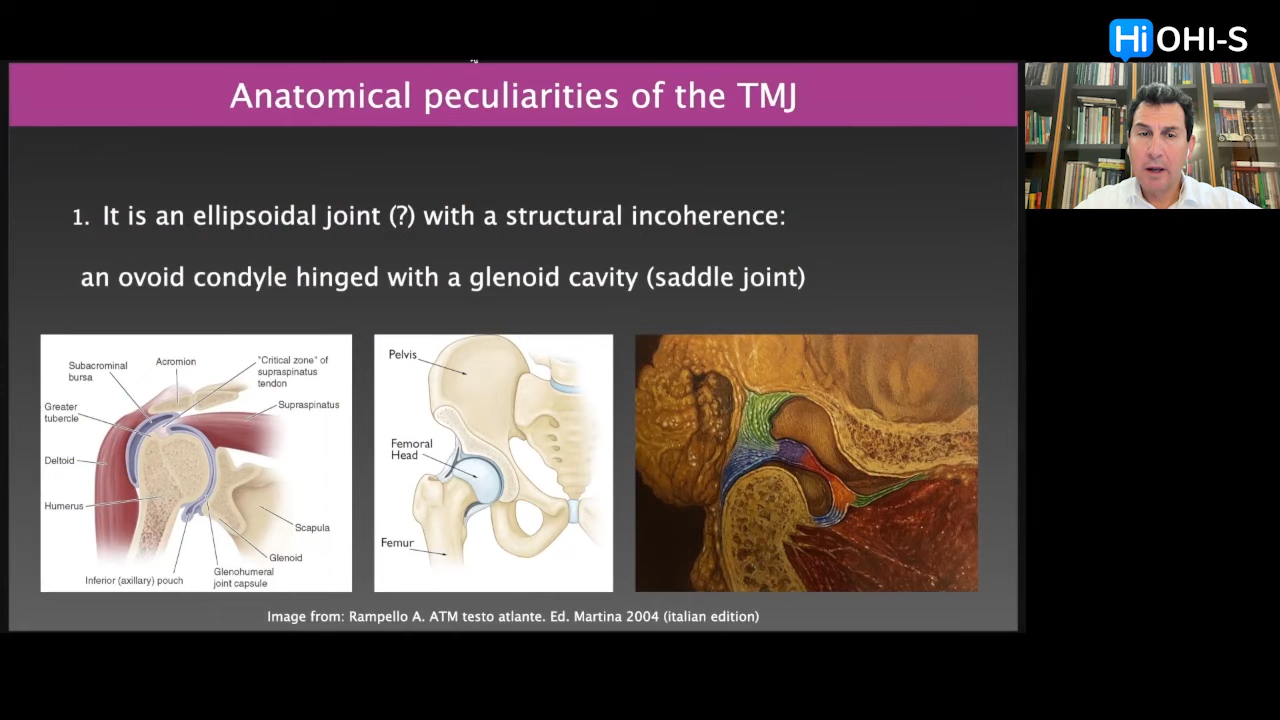 Hi OHI-S
Anatomical peculiarities of the TMJ
1. It is an ellipsoidal joint (?) with a structural incoherence:
an ovoid condyle hinged with a glenoid cavity (saddle joint)
Subacrominal
bursa
Acromion
"Critical zone" of
supraspinatus
tendon
Greater
tubercle
Supraspinatus
Deltoid
Humerus
Scapula
Glenoid
Inferior (axillary) pouch
Glenohumeral
joint capsule
Pelvis
Femoral
Head
Femur
Image from: Rampello A. ATM testo atlante. Ed. Martina 2004 (italian edition)